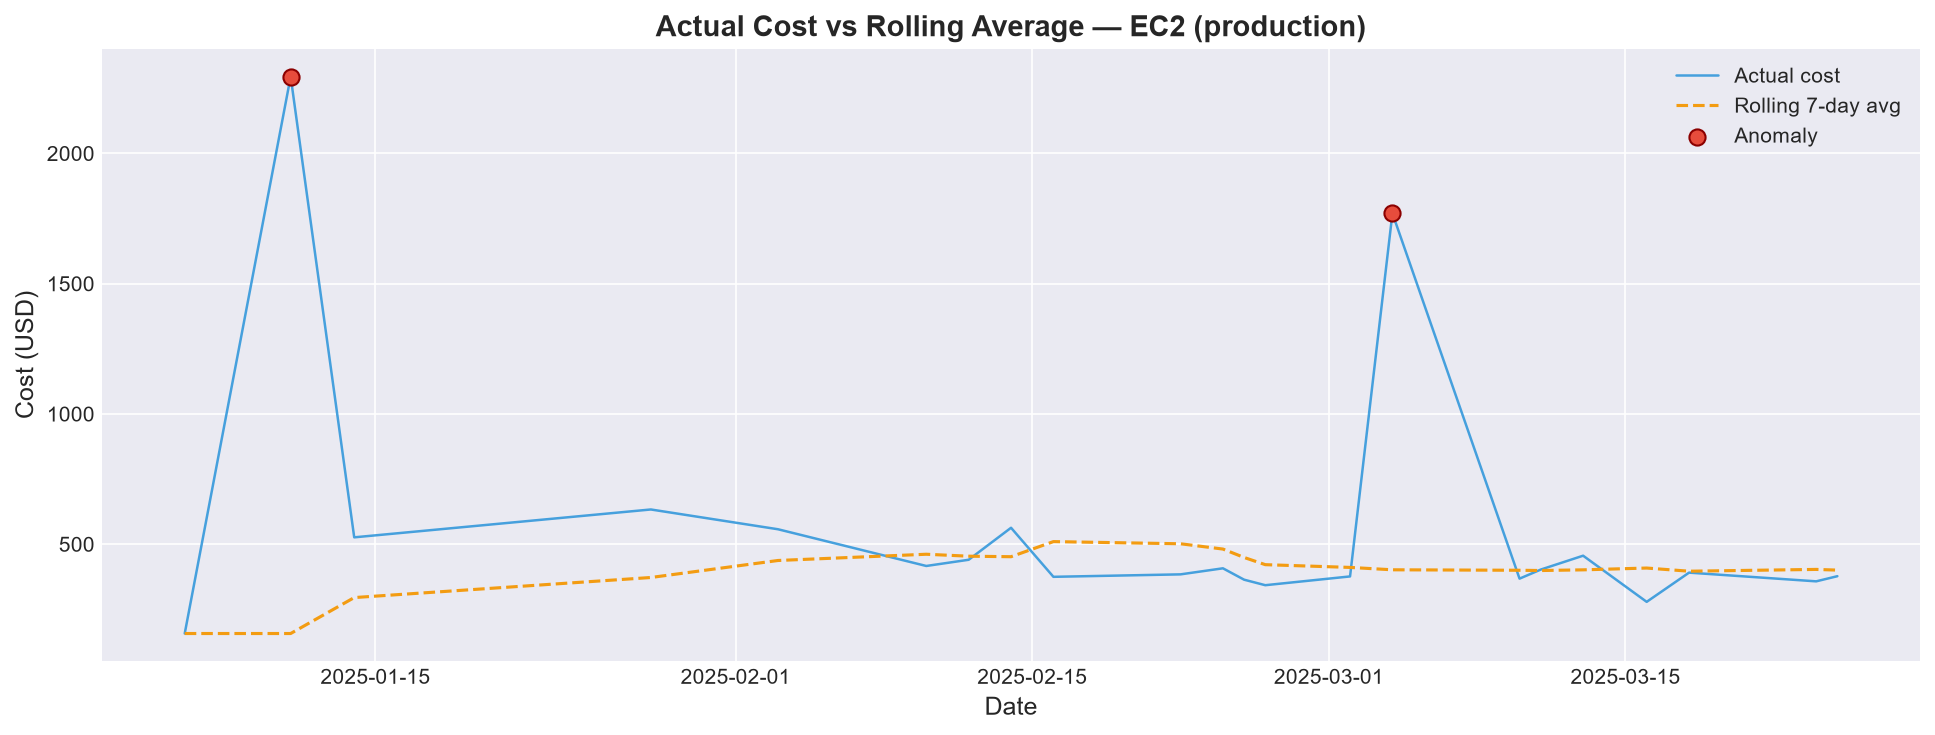 Actual Cost vs Rolling Average — EC2 (production)
Actual cost
Rolling 7-day avg
Anomaly
Cost (USD)
2000
1500
1000
500
2025-01-15
2025-02-01
2025-02-15
2025-03-01
2025-03-15
Date